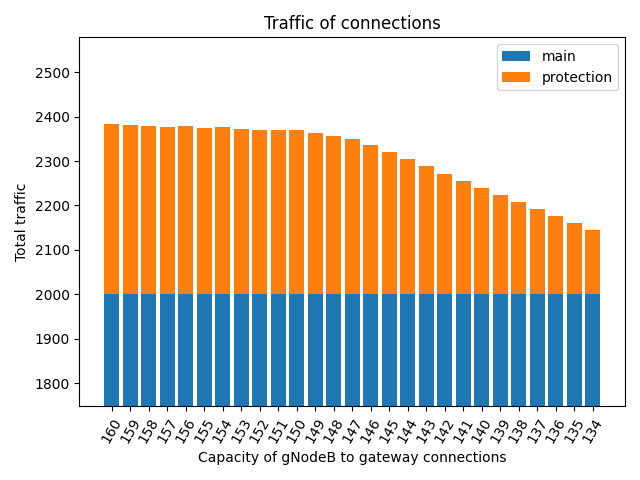 Traffic of connections
main
protection
2500
2400
2300
2200
2100
2000
1900
1800
Total traffic
160 159 158 157 156 155 154 153 152 151 150 149 148 147 146 145 144 143 142 141 140 139 138 137 136 135 134
Capacity of gNodeB to gateway connections